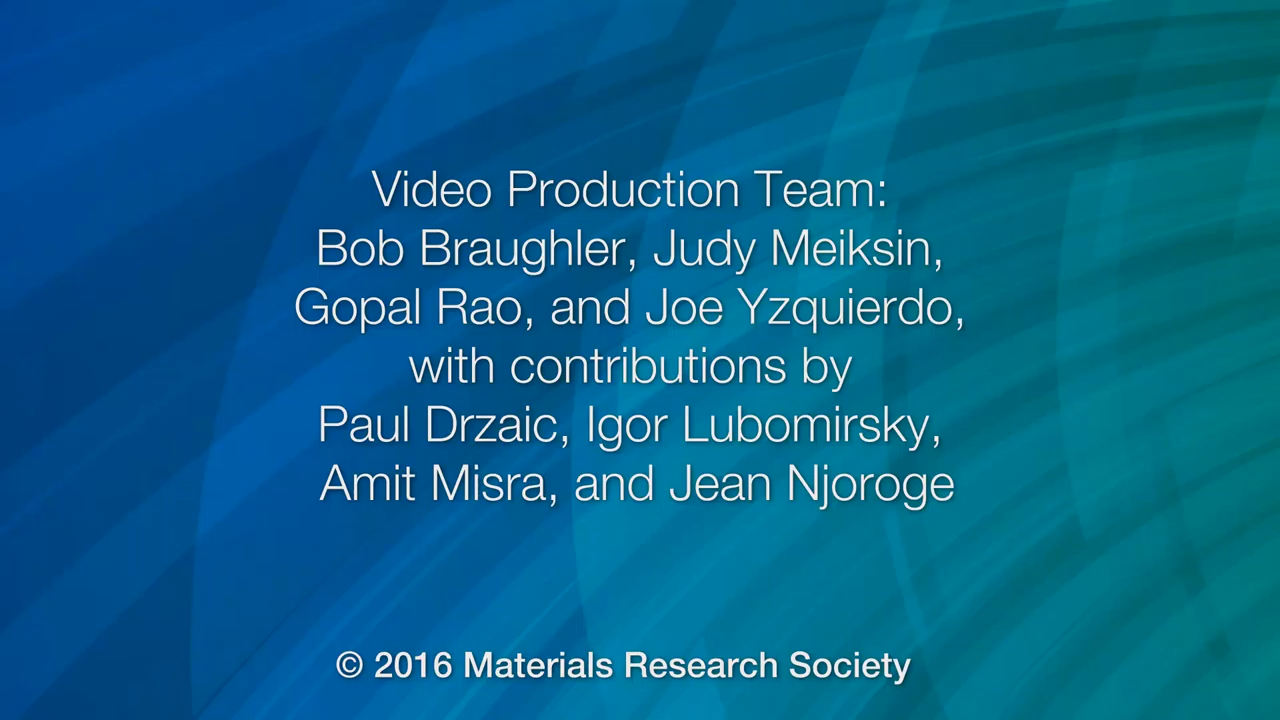 Video Production Team:
Bob Braughler, Judy Meiksin,
Gopal Rao, and Joe Yzquierdo,
with contributions by
Paul Drzaic, Igor Lubomirsky,
Amit Misra, and Jean Njoroge
© 2016 Materials Research Society